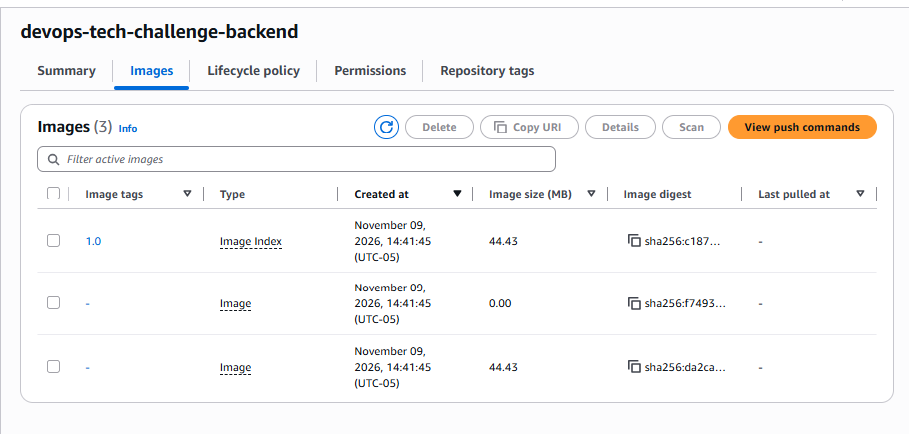 devops-tech-challenge-backend
Summary Images Lifecycle policy Permissions Repository tags
Images (3) Info Delete Copy URI Details Scan View push commands
Filter active images
Image tags Type Created at Image size (MB) Image digest Last pulled at
1.0 Image Index November 09, 2026, 14:41:45 (UTC-05) 44.43 sha256:c187... -
- Image November 09, 2026, 14:41:45 (UTC-05) 0.00 sha256:f7493... -
- Image November 09, 2026, 14:41:45 (UTC-05) 44.43 sha256:da2ca... -